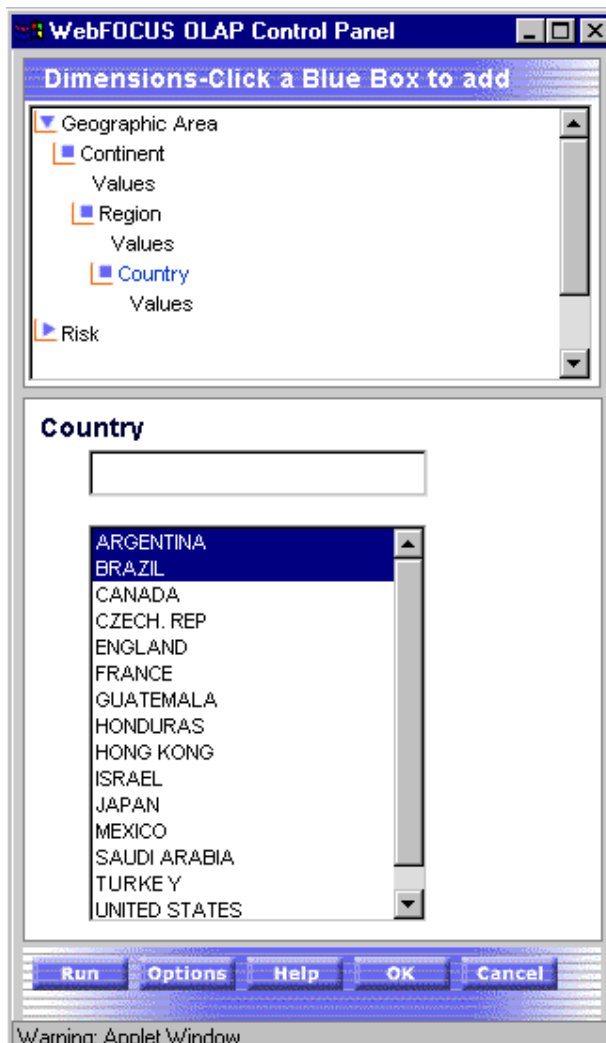 WebFOCUS OLAP Control Panel
Dimensions-Click a Blue Box to add
Geographic Area
Continent
Values
Region
Values
Country
Values
Risk
Country
ARGENTINA
BRAZIL
CANADA
CZECH. REP
ENGLAND
FRANCE
GUATEMALA
HONDURAS
HONG KONG
ISRAEL
JAPAN
MEXICO
SAUDI ARABIA
TURKEY
UNITED STATES
Run Options Help OK Cancel
Warning: Applet Window